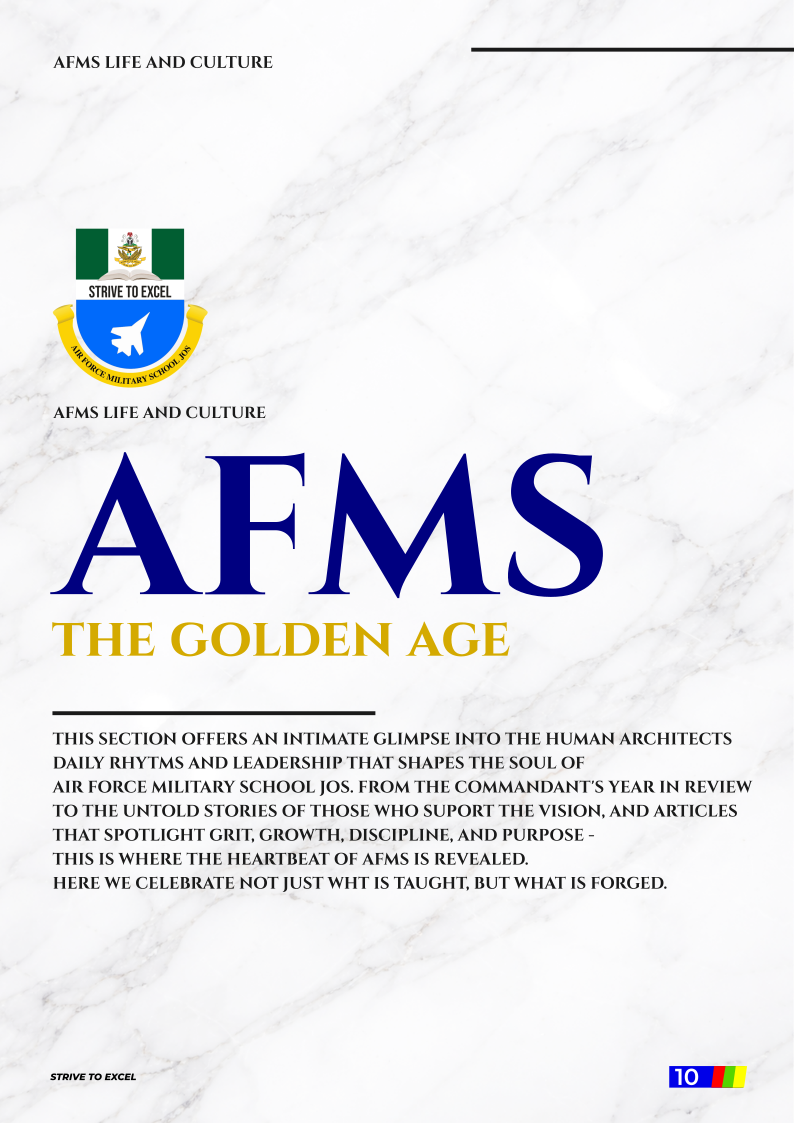 AFMS LIFE AND CULTURE
STRIVE TO EXCEL
AIR FORCE MILITARY SCHOOL JOS
AFMS LIFE AND CULTURE
AFMS
THE GOLDEN AGE
THIS SECTION OFFERS AN INTIMATE GLIMPSE INTO THE HUMAN ARCHITECTS
DAILY RHYTMS AND LEADERSHIP THAT SHAPES THE SOUL OF
AIR FORCE MILITARY SCHOOL JOS. FROM THE COMMANDANT'S YEAR IN REVIEW
TO THE UNTOLD STORIES OF THOSE WHO SUPORT THE VISION, AND ARTICLES
THAT SPOTLIGHT GRIT, GROWTH, DISCIPLINE, AND PURPOSE -
THIS IS WHERE THE HEARTBEAT OF AFMS IS REVEALED.
HERE WE CELEBRATE NOT JUST WHT IS TAUGHT, BUT WHAT IS FORGED.
STRIVE TO EXCEL
10